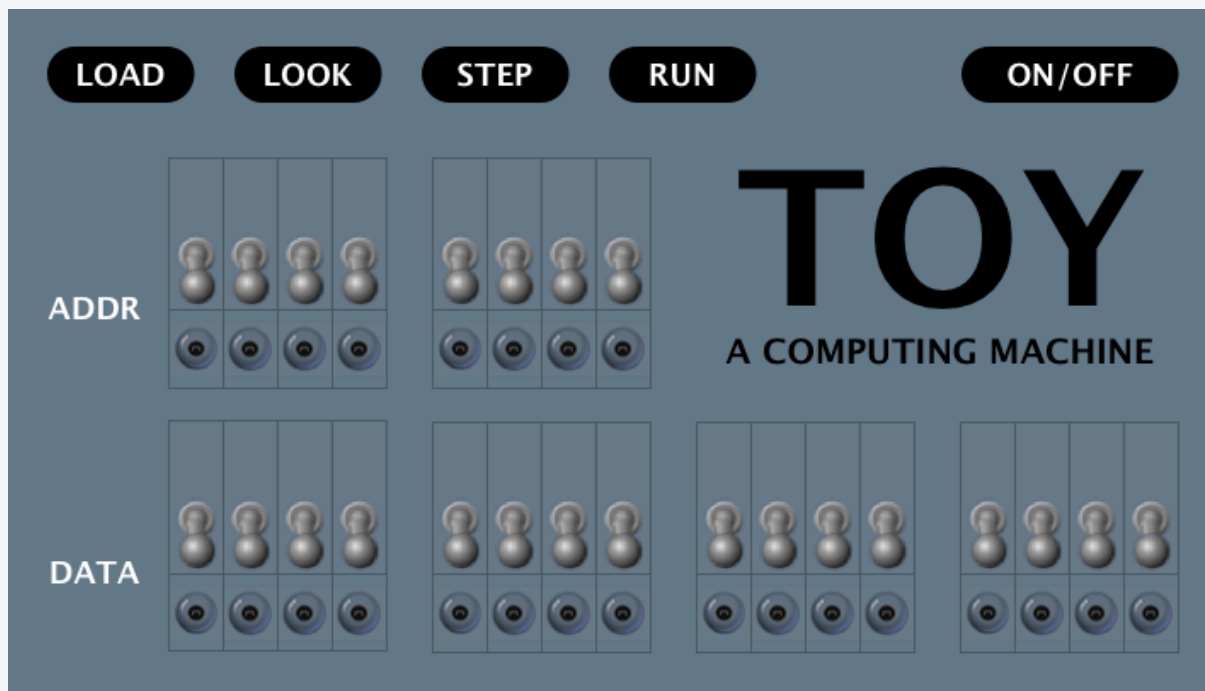 LOAD LOOK STEP RUN ON/OFF
TOY
ADDR
A COMPUTING MACHINE
DATA